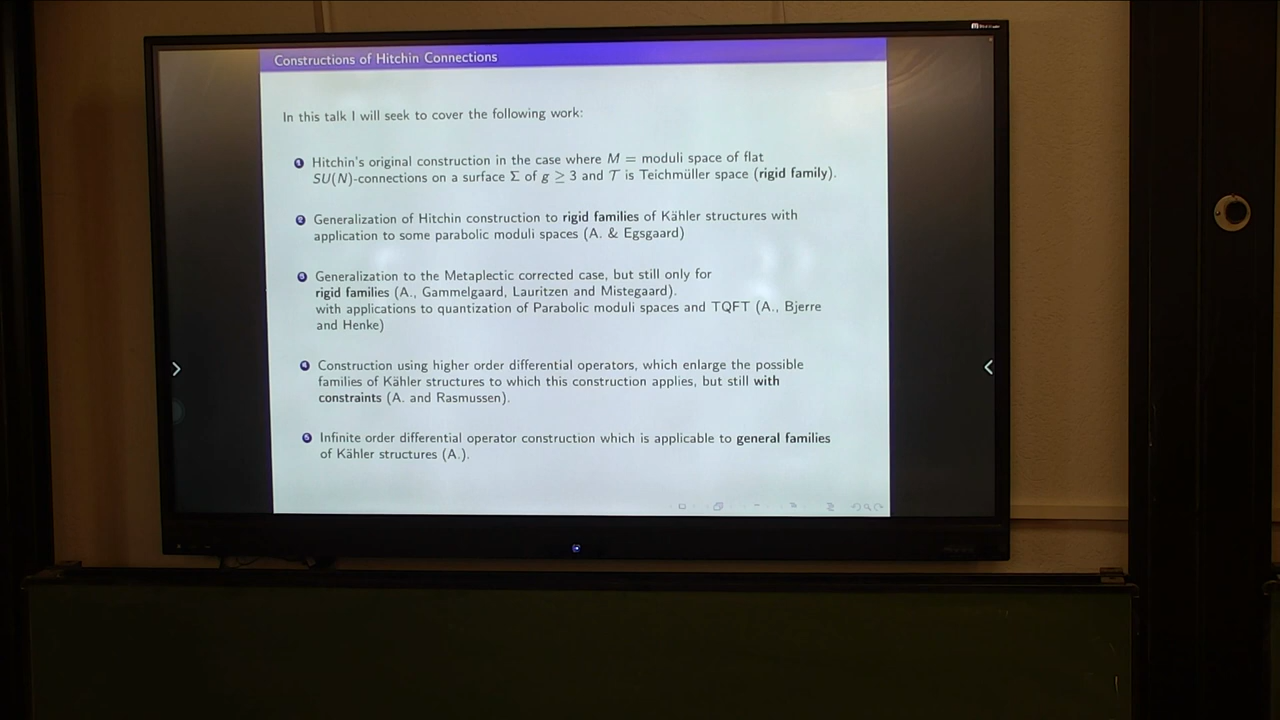 Constructions of Hitchin Connections
In this talk I will seek to cover the following work:
1 Hitchin's original construction in the case where M = moduli space of flat
SU(N)-connections on a surface Σ of g ≥ 3 and 𝒯 is Teichmüller space (rigid family).
2 Generalization of Hitchin construction to rigid families of Kähler structures with
application to some parabolic moduli spaces (A. & Egsgaard)
3 Generalization to the Metaplectic corrected case, but still only for
rigid families (A., Gammelgaard, Lauritzen and Mistegaard).
with applications to quantization of Parabolic moduli spaces and TQFT (A., Bjerre
and Henke)
4 Construction using higher order differential operators, which enlarge the possible
families of Kähler structures to which this construction applies, but still with
constraints (A. and Rasmussen).
5 Infinite order differential operator construction which is applicable to general families
of Kähler structures (A.).